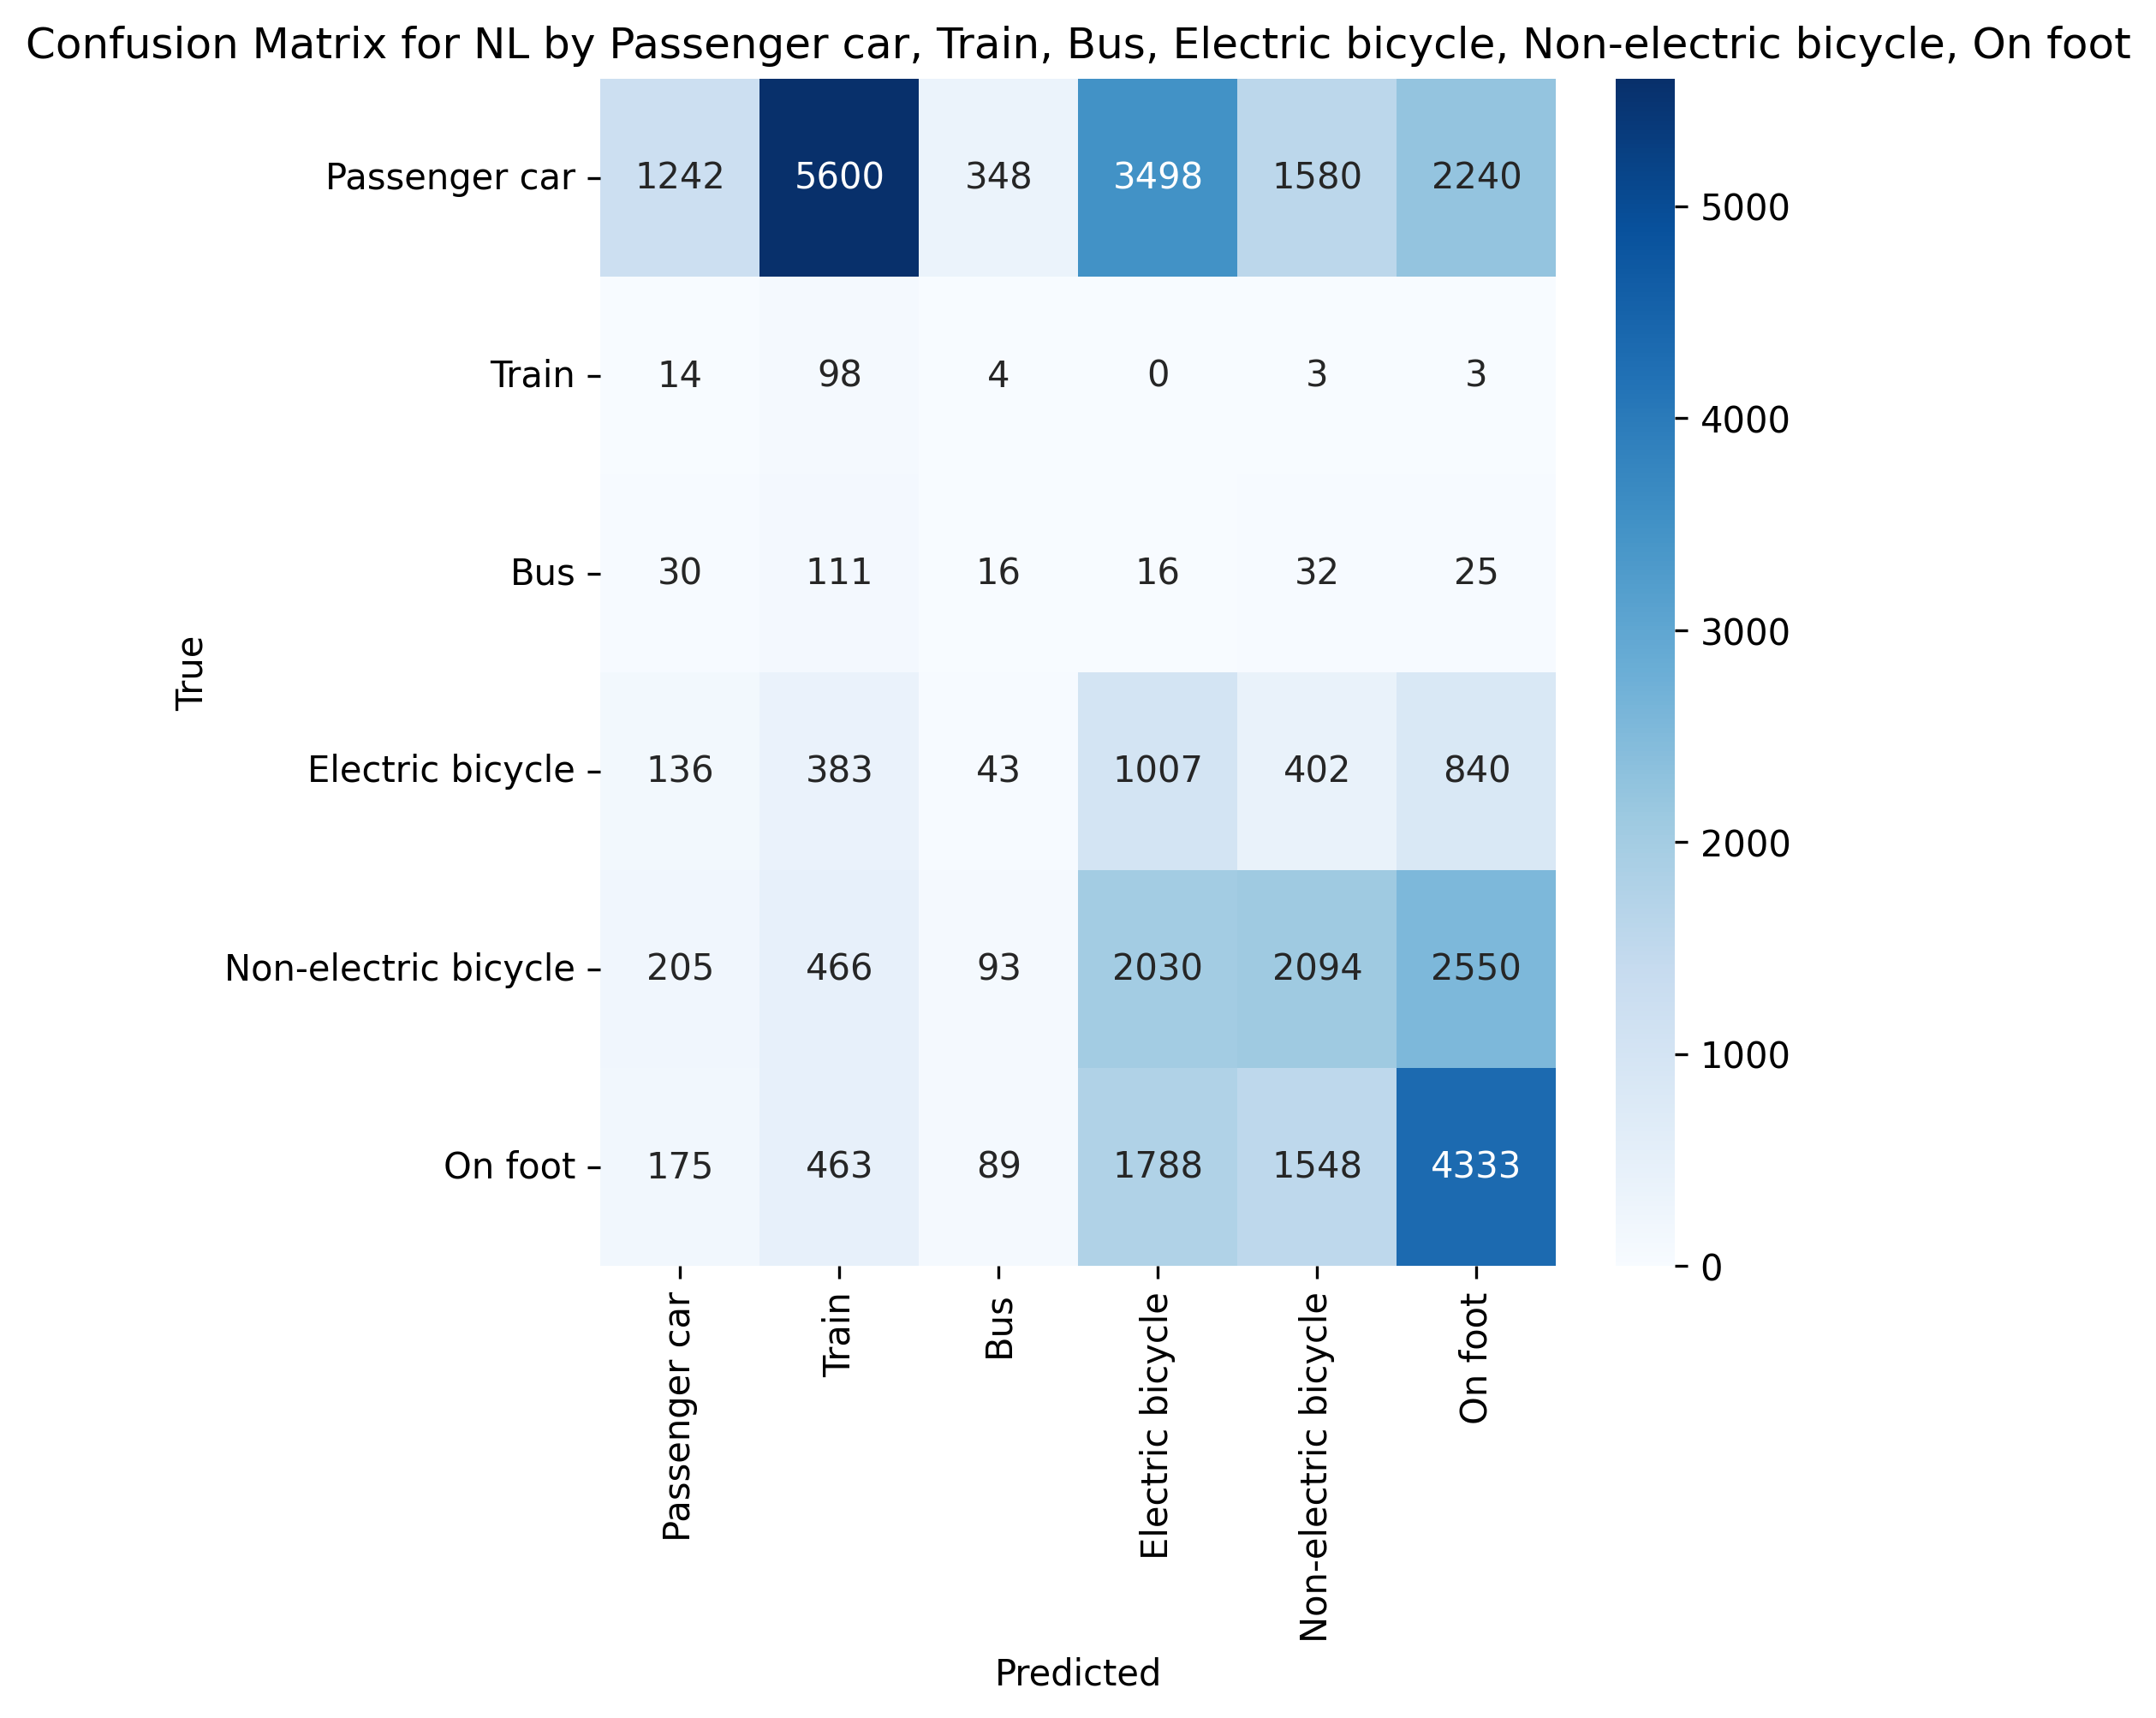 Confusion Matrix for NL by Passenger car, Train, Bus, Electric bicycle, Non-electric bicycle, On foot
True
Passenger car 1242 5600 348 3498 1580 2240
Train 14 98 4 0 3 3
Bus 30 111 16 16 32 25
Electric bicycle 136 383 43 1007 402 840
Non-electric bicycle 205 466 93 2030 2094 2550
On foot 175 463 89 1788 1548 4333
Passenger car
Train
Bus
Electric bicycle
Non-electric bicycle
On foot
Predicted
5000
4000
3000
2000
1000
0